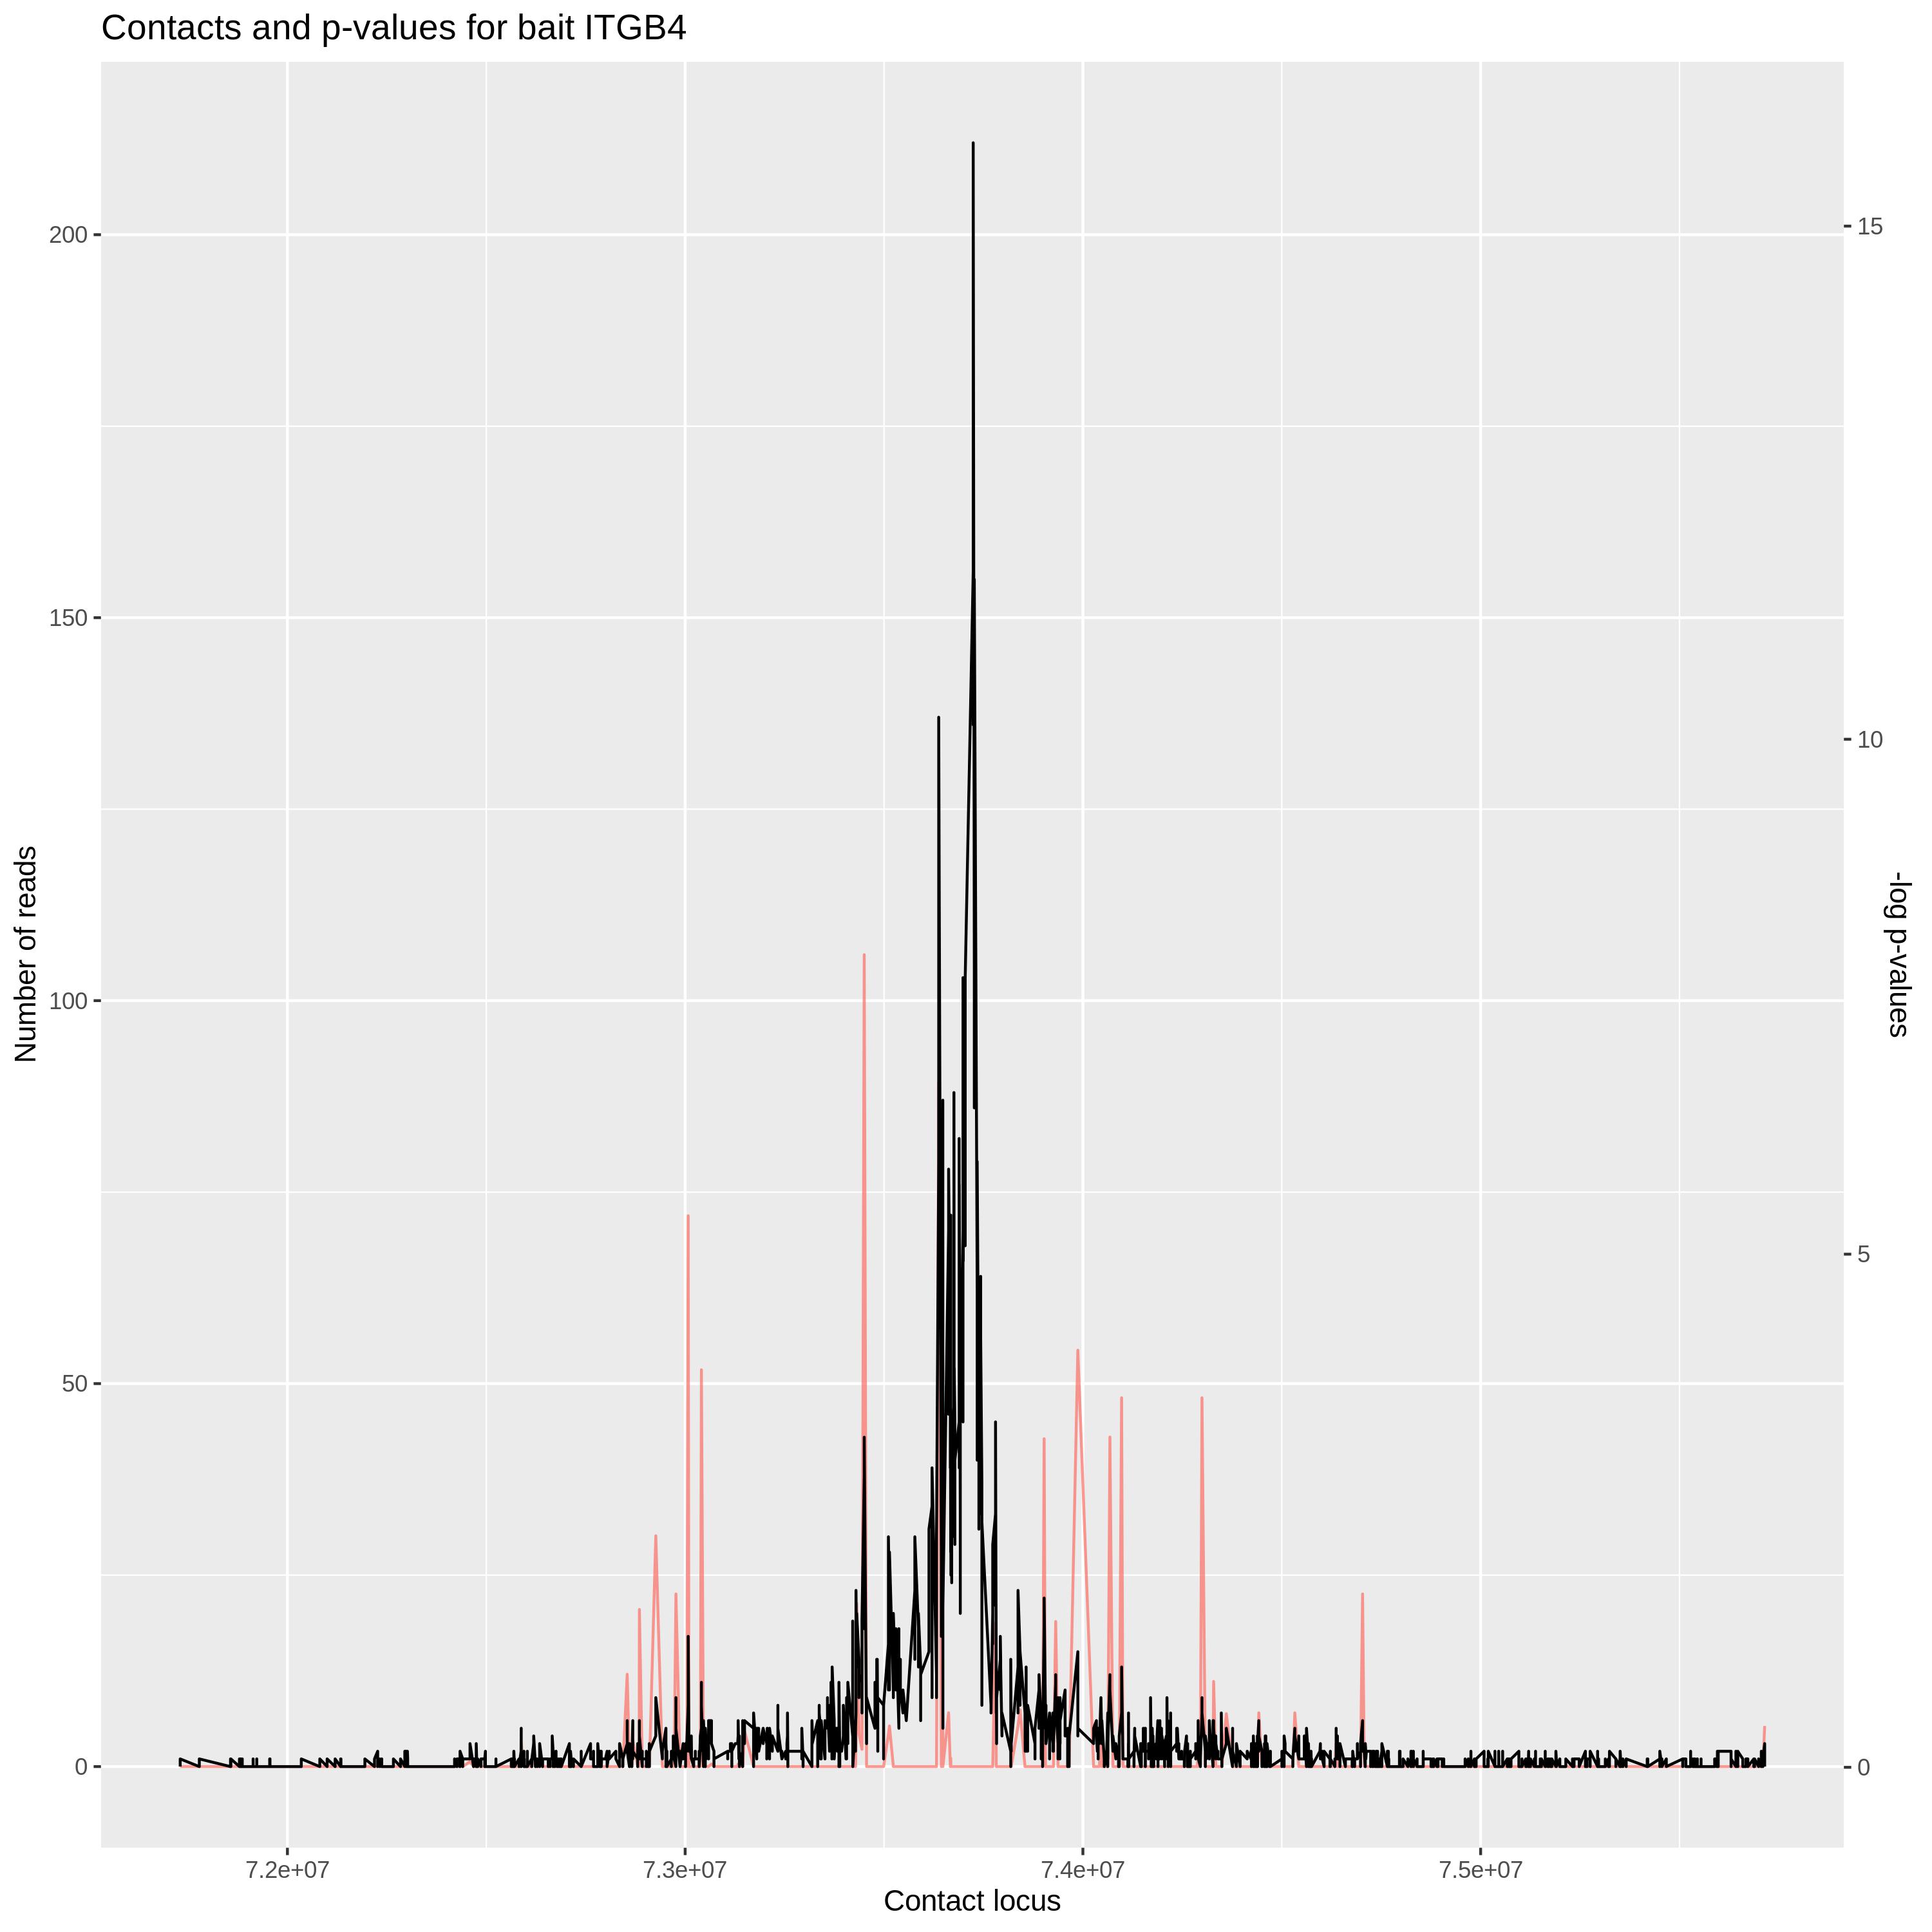 Contacts and p-values for bait ITGB4
200
150
100
50
0
Number of reads
15
10
5
0
-log p-values
7.2e+07
7.3e+07
7.4e+07
7.5e+07
Contact locus